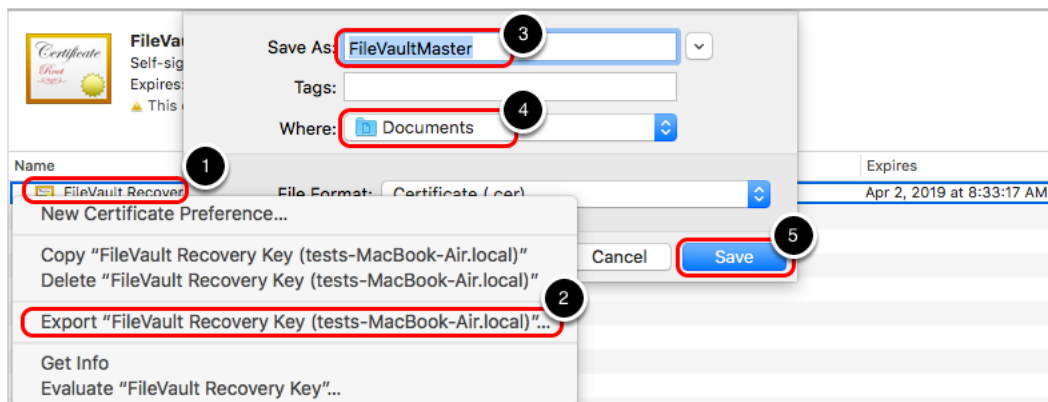 Certificate
Root
FileVau
Self-sig
Expires:
This
Save As:
FileVaultMaster
3
Tags:
4
Where:
Documents
1
Name
Expires
FileVault Recover
File Format:
Certificate (.cer)
Apr 2, 2019 at 8:33:17 AM
New Certificate Preference...
Copy “FileVault Recovery Key (tests-MacBook-Air.local)”
Delete “FileVault Recovery Key (tests-MacBook-Air.local)”
Cancel
Save
5
2
Export “FileVault Recovery Key (tests-MacBook-Air.local)”...
Get Info
Evaluate “FileVault Recovery Key”...